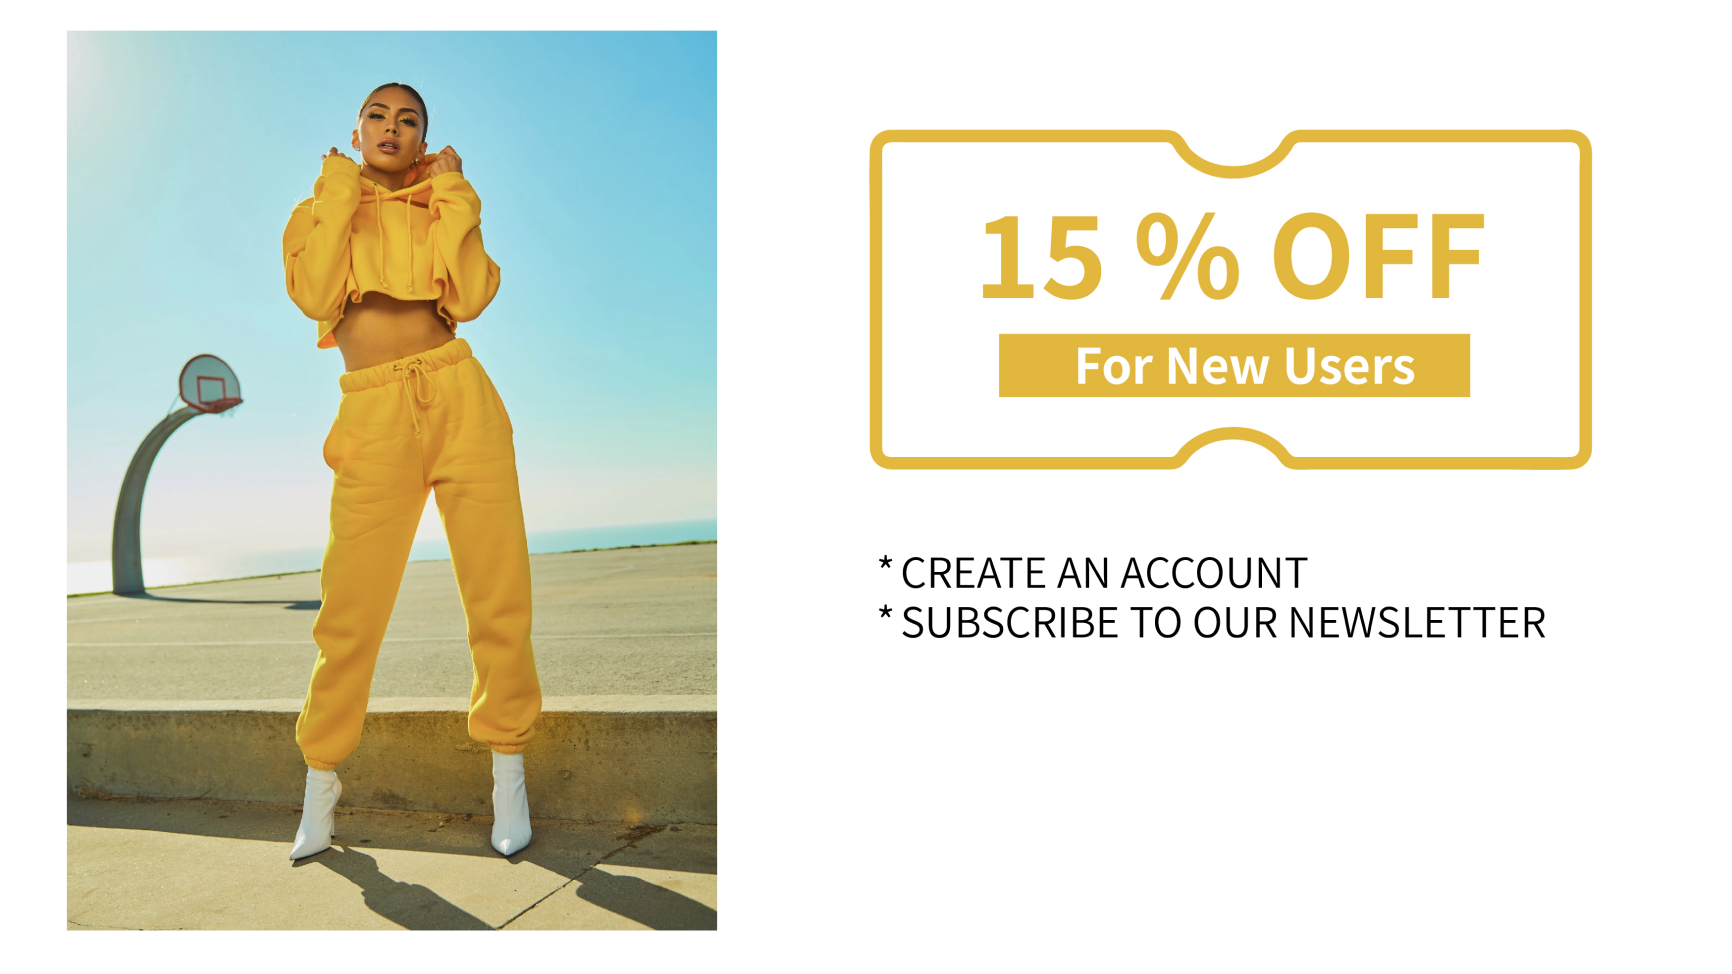 15 % OFF
For New Users
* CREATE AN ACCOUNT
* SUBSCRIBE TO OUR NEWSLETTER